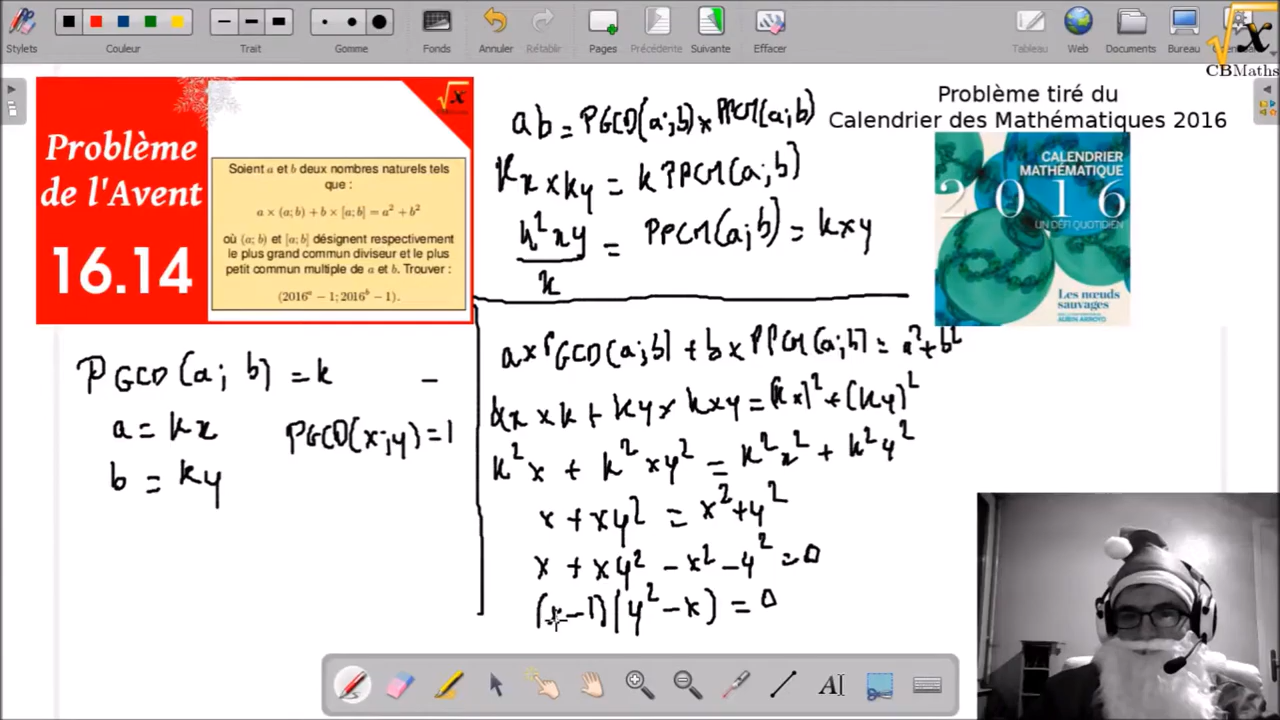 Stylets
Couleur
Trait
Gomme
Fonds
Annuler
Rétablir
Pages
Précédente
Suivante
Effacer
Tableau
Web
Documents
Bureau
CBMaths
Problème
de l'Avent
16.14
Soient a et b deux nombres naturels tels
que :
a × (a; b) + b × [a; b] = a² + b²
où (a; b) et [a; b] désignent respectivement
le plus grand commun diviseur et le plus
petit commun multiple de a et b. Trouver :
(2016ᵃ − 1; 2016ᵇ − 1).
ab = PGCD(a;b) × PPCM(a;b)
kx × ky = k PPCM(a;b)
k²xy/k = PPCM(a;b) = kxy
Problème tiré du
Calendrier des Mathématiques 2016
CALENDRIER
MATHÉMATIQUE
2016
UN DÉFI QUOTIDIEN
Les nœuds
sauvages
PGCD(a; b) = k –
a = kx PGCD(x;y) = 1
b = ky
a × PGCD(a;b) + b × PPCM(a;b) = a² + b²
kx × k + ky × kxy = (kx)² + (ky)²
k²x + k²xy² = k²x² + k²y²
x + xy² = x² + y²
x + xy² − x² − y² = 0
(x − 1)(y² − x) = 0
AI